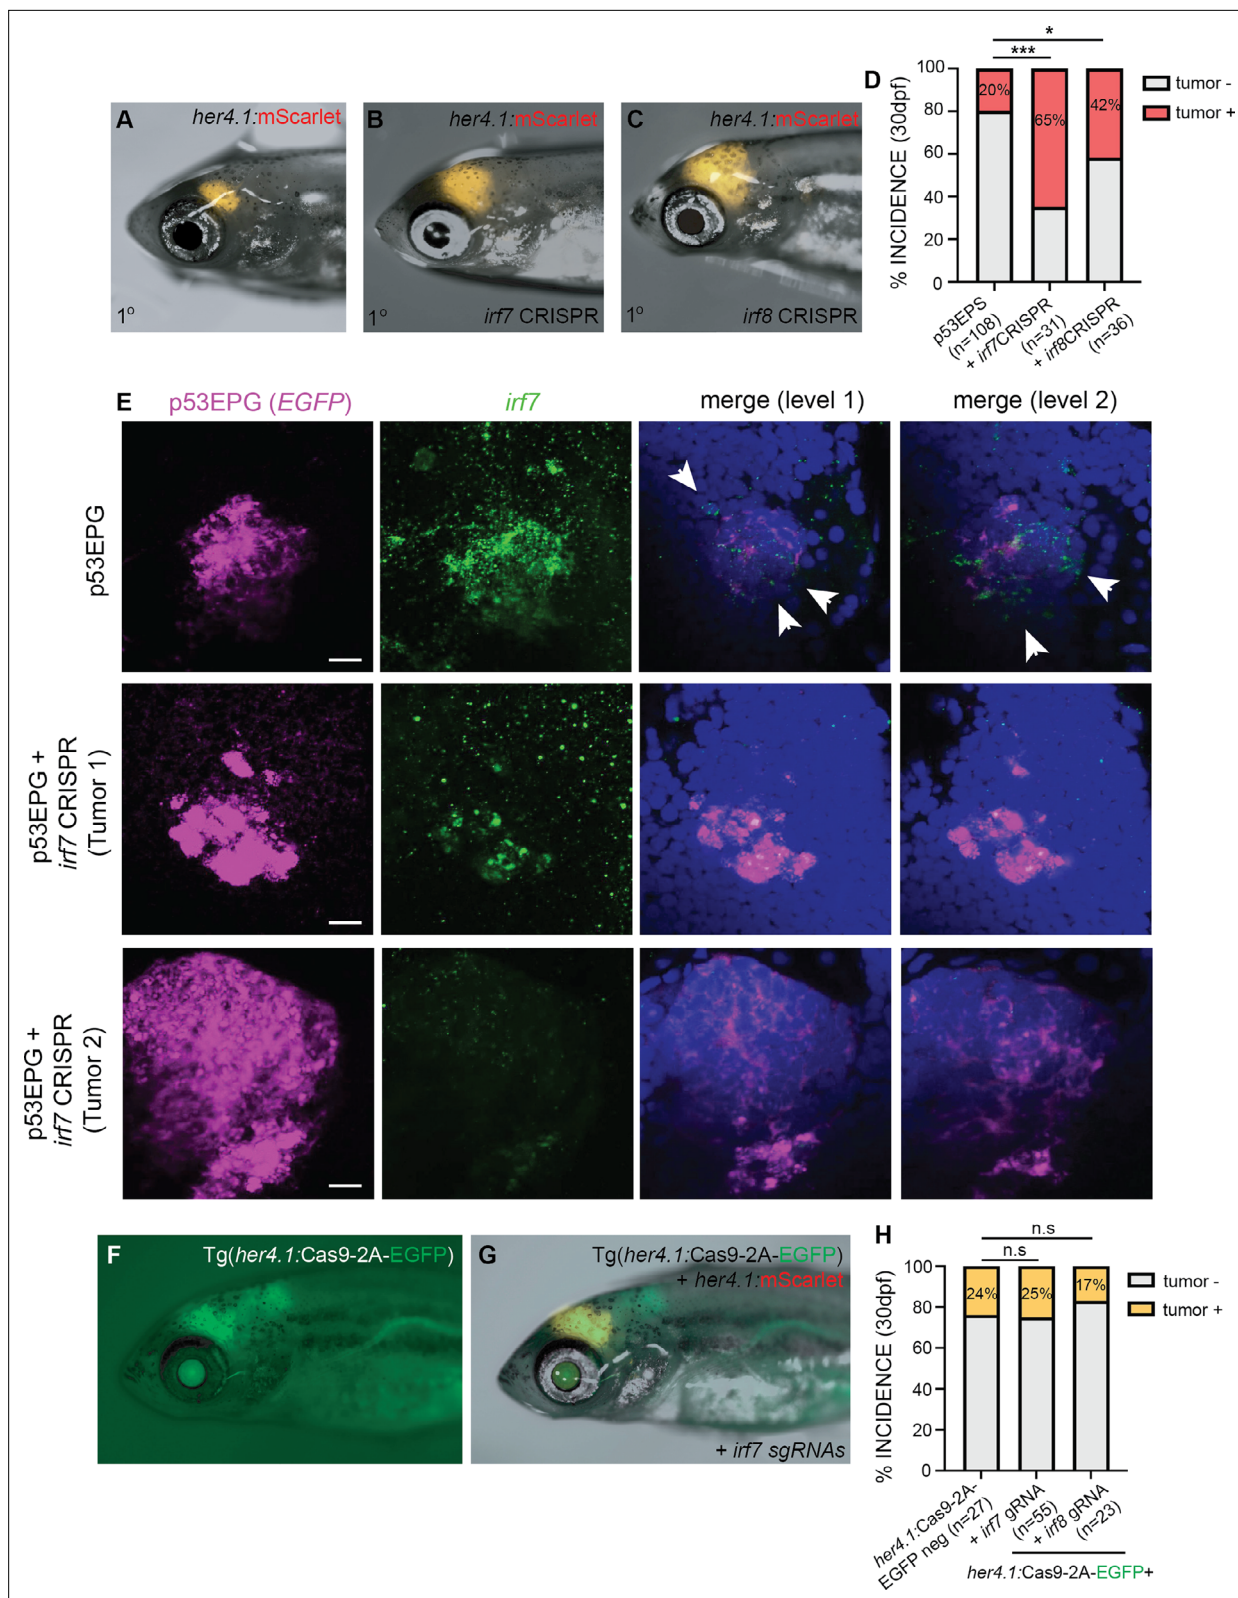 A
her4.1:mScarlet
1°
B
her4.1:mScarlet
1°
irf7 CRISPR
C
her4.1:mScarlet
1°
irf8 CRISPR
D
*
***
% INCIDENCE (30dpf)
100
80
60
40
20
0
20%
65%
42%
tumor -
tumor +
p53EPS
(n=108)
+ irf7CRISPR
(n=31)
+ irf8CRISPR
(n=36)
E
p53EPG (EGFP)
irf7
merge (level 1)
merge (level 2)
p53EPG
p53EPG +
irf7 CRISPR
(Tumor 1)
p53EPG +
irf7 CRISPR
(Tumor 2)
F
Tg(her4.1:Cas9-2A-EGFP)
G
Tg(her4.1:Cas9-2A-EGFP)
+ her4.1:mScarlet
+ irf7 sgRNAs
H
n.s
n.s
% INCIDENCE (30dpf)
100
80
60
40
20
0
24%
25%
17%
tumor -
tumor +
her4.1:Cas9-2A-
EGFP neg (n=27)
+ irf7 gRNA
(n=55)
+ irf8 gRNA
(n=23)
her4.1:Cas9-2A-EGFP+